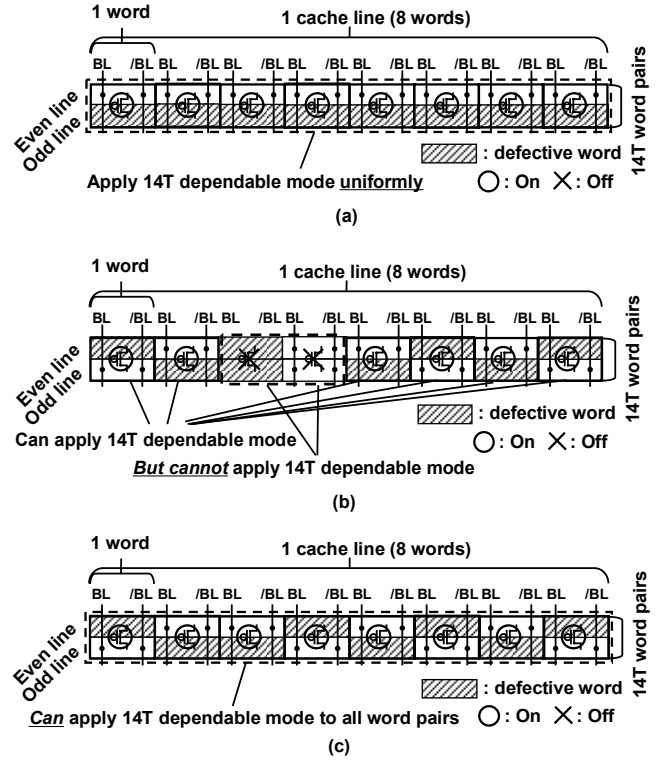 1 word
1 cache line (8 words)
BL /BL BL /BL BL /BL BL /BL BL /BL BL /BL BL /BL BL /BL
Even line
Odd line
14T word pairs
: defective word
Apply 14T dependable mode uniformly
: On : Off
(a)
1 word
1 cache line (8 words)
BL /BL BL /BL BL /BL BL /BL BL /BL BL /BL BL /BL BL /BL
Even line
Odd line
14T word pairs
: defective word
Can apply 14T dependable mode
: On : Off
But cannot apply 14T dependable mode
(b)
1 word
1 cache line (8 words)
BL /BL BL /BL BL /BL BL /BL BL /BL BL /BL BL /BL BL /BL
Even line
Odd line
14T word pairs
: defective word
Can apply 14T dependable mode to all word pairs
: On : Off
(c)